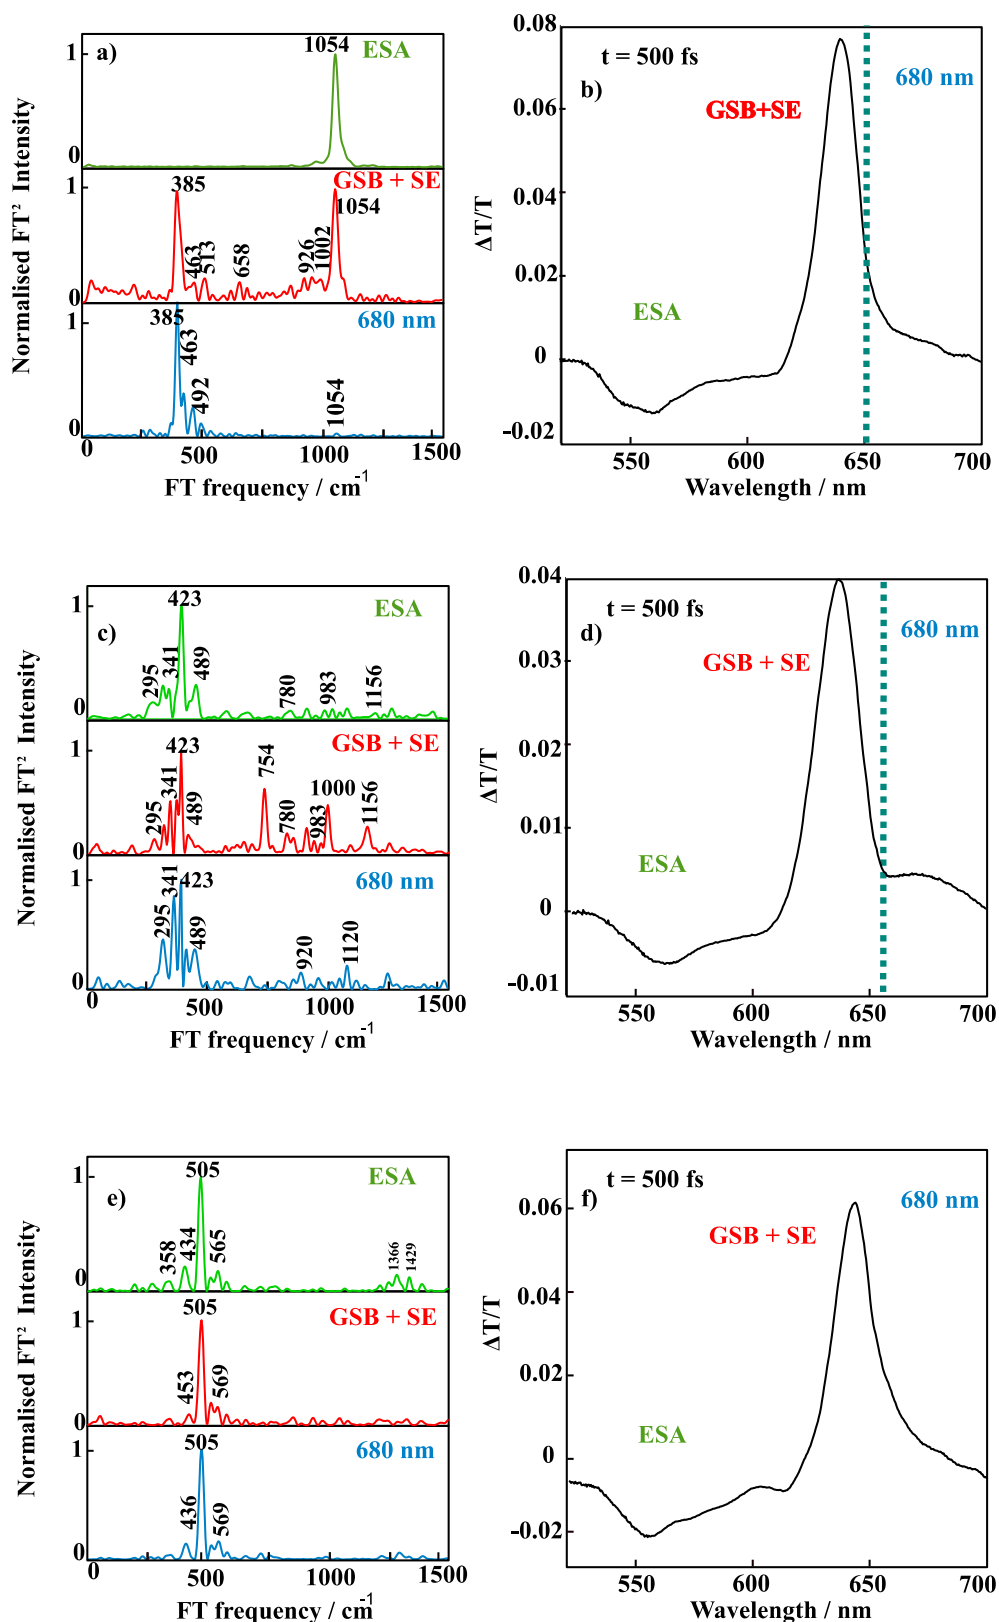 a)
1054
ESA
1
0
385
GSB + SE
1054
1
463
513
658
926
1002
0
385
680 nm
1
463
492
1054
0
0
500
1000
1500
FT frequency / cm⁻¹
Normalised FT² Intensity
0.08
t = 500 fs
680 nm
b)
GSB+SE
0.06
0.04
0.02
ESA
0
-0.02
550
600
650
700
Wavelength / nm
ΔT/T
423
ESA
1
c)
295
341
489
780
983
1156
0
423
GSB + SE
1
754
295
341
489
780
983
1000
1156
0
341
423
680 nm
1
295
489
920
1120
0
0
500
1000
1500
FT frequency / cm⁻¹
Normalised FT² Intensity
0.04
t = 500 fs
680 nm
d)
GSB + SE
0.03
0.02
0.01
ESA
0
-0.01
550
600
650
700
Wavelength / nm
ΔT/T
505
ESA
1
e)
358
434
565
1366
1429
0
505
GSB + SE
1
453
569
0
505
680 nm
1
436
569
0
0
500
1000
1500
FT frequency / cm⁻¹
Normalised FT² Intensity
t = 500 fs
f)
680 nm
0.06
GSB + SE
0.04
0.02
ESA
0
-0.02
550
600
650
700
Wavelength / nm
ΔT/T